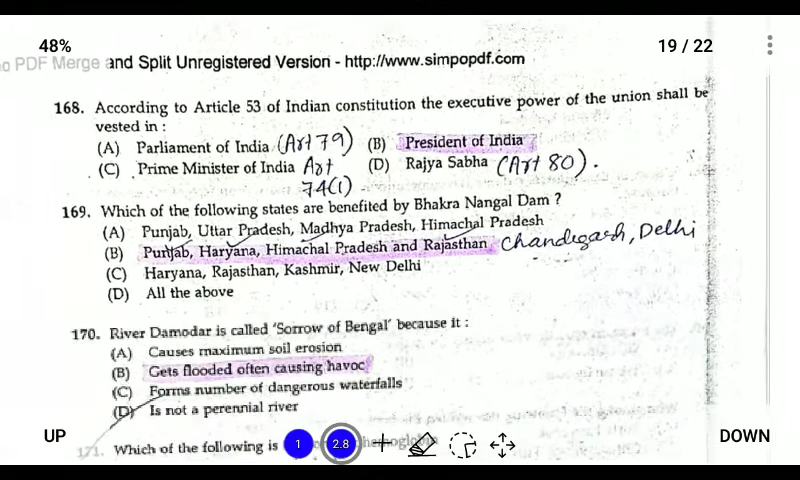 48%
19 / 22
o PDF Merge and Split Unregistered Version - http://www.simpopdf.com
168. According to Article 53 of Indian constitution the executive power of the union shall be
vested in :
(A) Parliament of India (Art 79) (B) President of India
(C) Prime Minister of India Art 74(1) (D) Rajya Sabha (Art 80).
169. Which of the following states are benefited by Bhakra Nangal Dam ?
(A) Punjab, Uttar Pradesh, Madhya Pradesh, Himachal Pradesh
(B) Punjab, Haryana, Himachal Pradesh and Rajasthan Chandigarh, Delhi
(C) Haryana, Rajasthan, Kashmir, New Delhi
(D) All the above
170. River Damodar is called 'Sorrow of Bengal' because it :
(A) Causes maximum soil erosion
(B) Gets flooded often causing havoc
(C) Forms number of dangerous waterfalls
(D) Is not a perennial river
UP
1
2.8
DOWN
171. Which of the following is